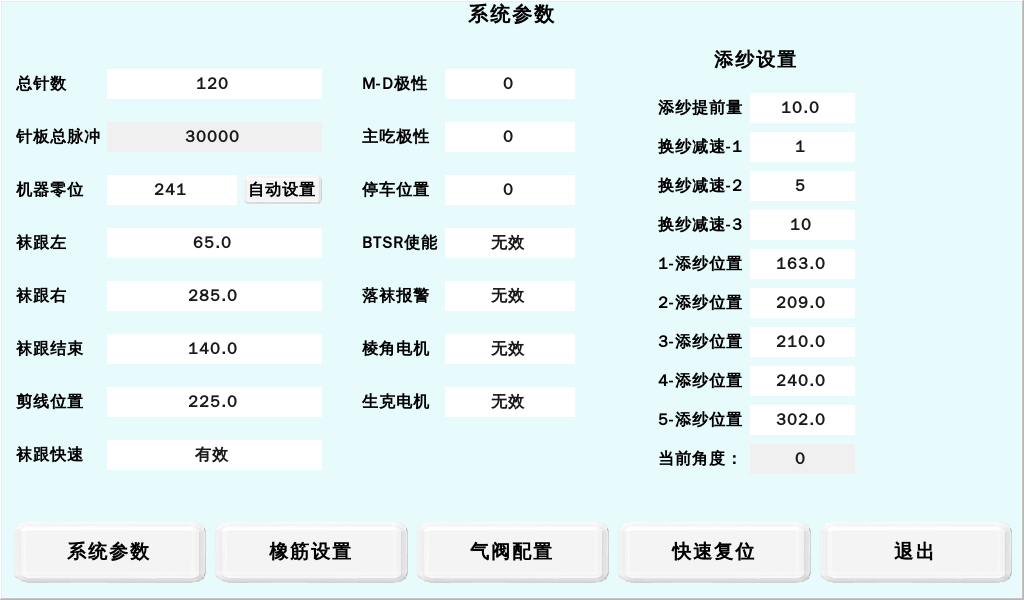 系统参数
总针数 120
针板总脉冲 30000
机器零位 241 自动设置
袜跟左 65.0
袜跟右 285.0
袜跟结束 140.0
剪线位置 225.0
袜跟快速 有效
M-D极性 0
主吃极性 0
停车位置 0
BTSR使能 无效
落袜报警 无效
棱角电机 无效
生克电机 无效
添纱设置
添纱提前量 10.0
换纱减速-1 1
换纱减速-2 5
换纱减速-3 10
1-添纱位置 163.0
2-添纱位置 209.0
3-添纱位置 210.0
4-添纱位置 240.0
5-添纱位置 302.0
当前角度： 0
系统参数 橡筋设置 气阀配置 快速复位 退出